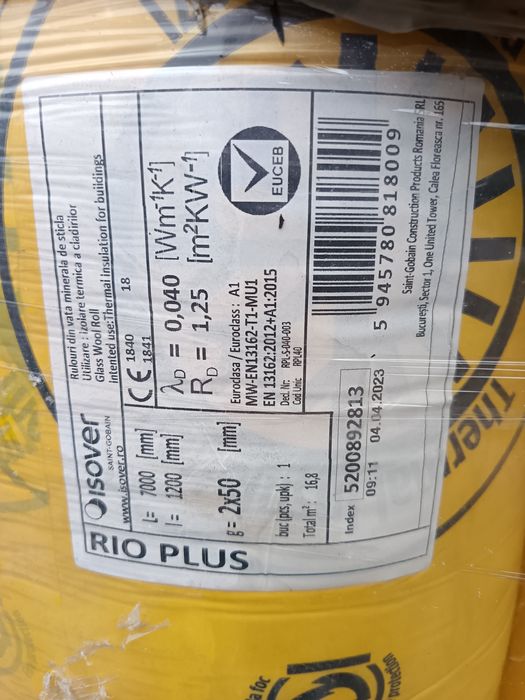 isover
SAINT-GOBAIN
www.isover.ro
Rulouri din vata minerala de sticla
Utilizare : Izolare termica a cladirilor
Glass Wool Roll
Intented use:Thermal Insulation for buildings
RIO PLUS
L= 7000 [mm]
l= 1200 [mm]
g= 2x50 [mm]
buc (pcs, upk) : 1
Total m² : 16,8
CE 1840
1841
18
λD = 0,040 [Wm⁻¹K⁻¹]
RD = 1,25 [m²KW⁻¹]
Euroclasa / Euroclass : A1
MW-EN13162-T1-MU1
EN 13162:2012+A1:2015
Decl. Nr: RPL-S-040-003
Cod Unic RPL40
EUCEB
Index 5200892813
09:11 04.04.2023
5 945780 818009
Saint-Gobain Construction Products Romania SRL
București, Sector 1, One United Tower, Calea Floreasca nr. 165
Ther